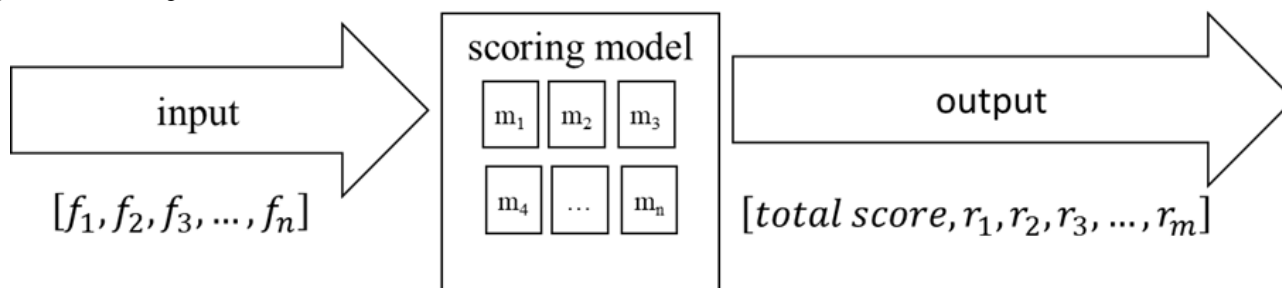 scoring model
input
m₁ m₂ m₃
output
m₄ … mₙ
[f₁, f₂, f₃, …, fₙ]
[total score, r₁, r₂, r₃, …, rₘ]